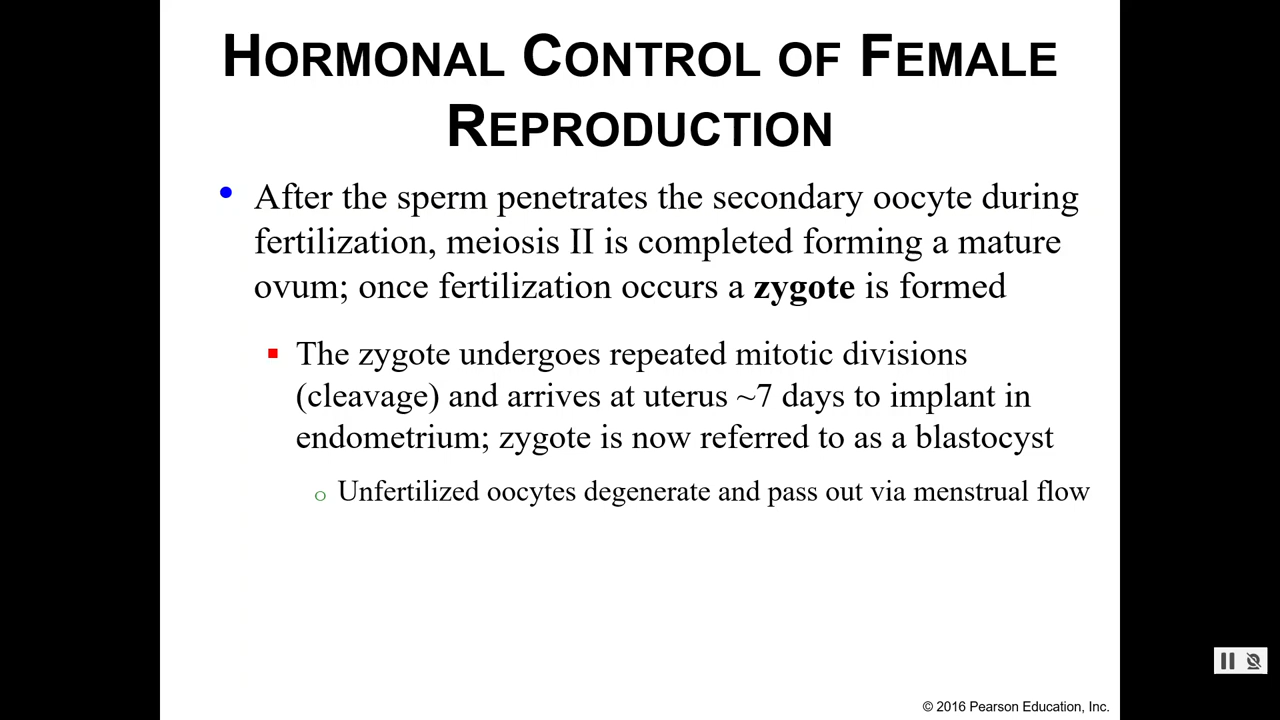 HORMONAL CONTROL OF FEMALE
REPRODUCTION
• After the sperm penetrates the secondary oocyte during
fertilization, meiosis II is completed forming a mature
ovum; once fertilization occurs a zygote is formed
▪ The zygote undergoes repeated mitotic divisions
(cleavage) and arrives at uterus ~7 days to implant in
endometrium; zygote is now referred to as a blastocyst
o Unfertilized oocytes degenerate and pass out via menstrual flow
© 2016 Pearson Education, Inc.